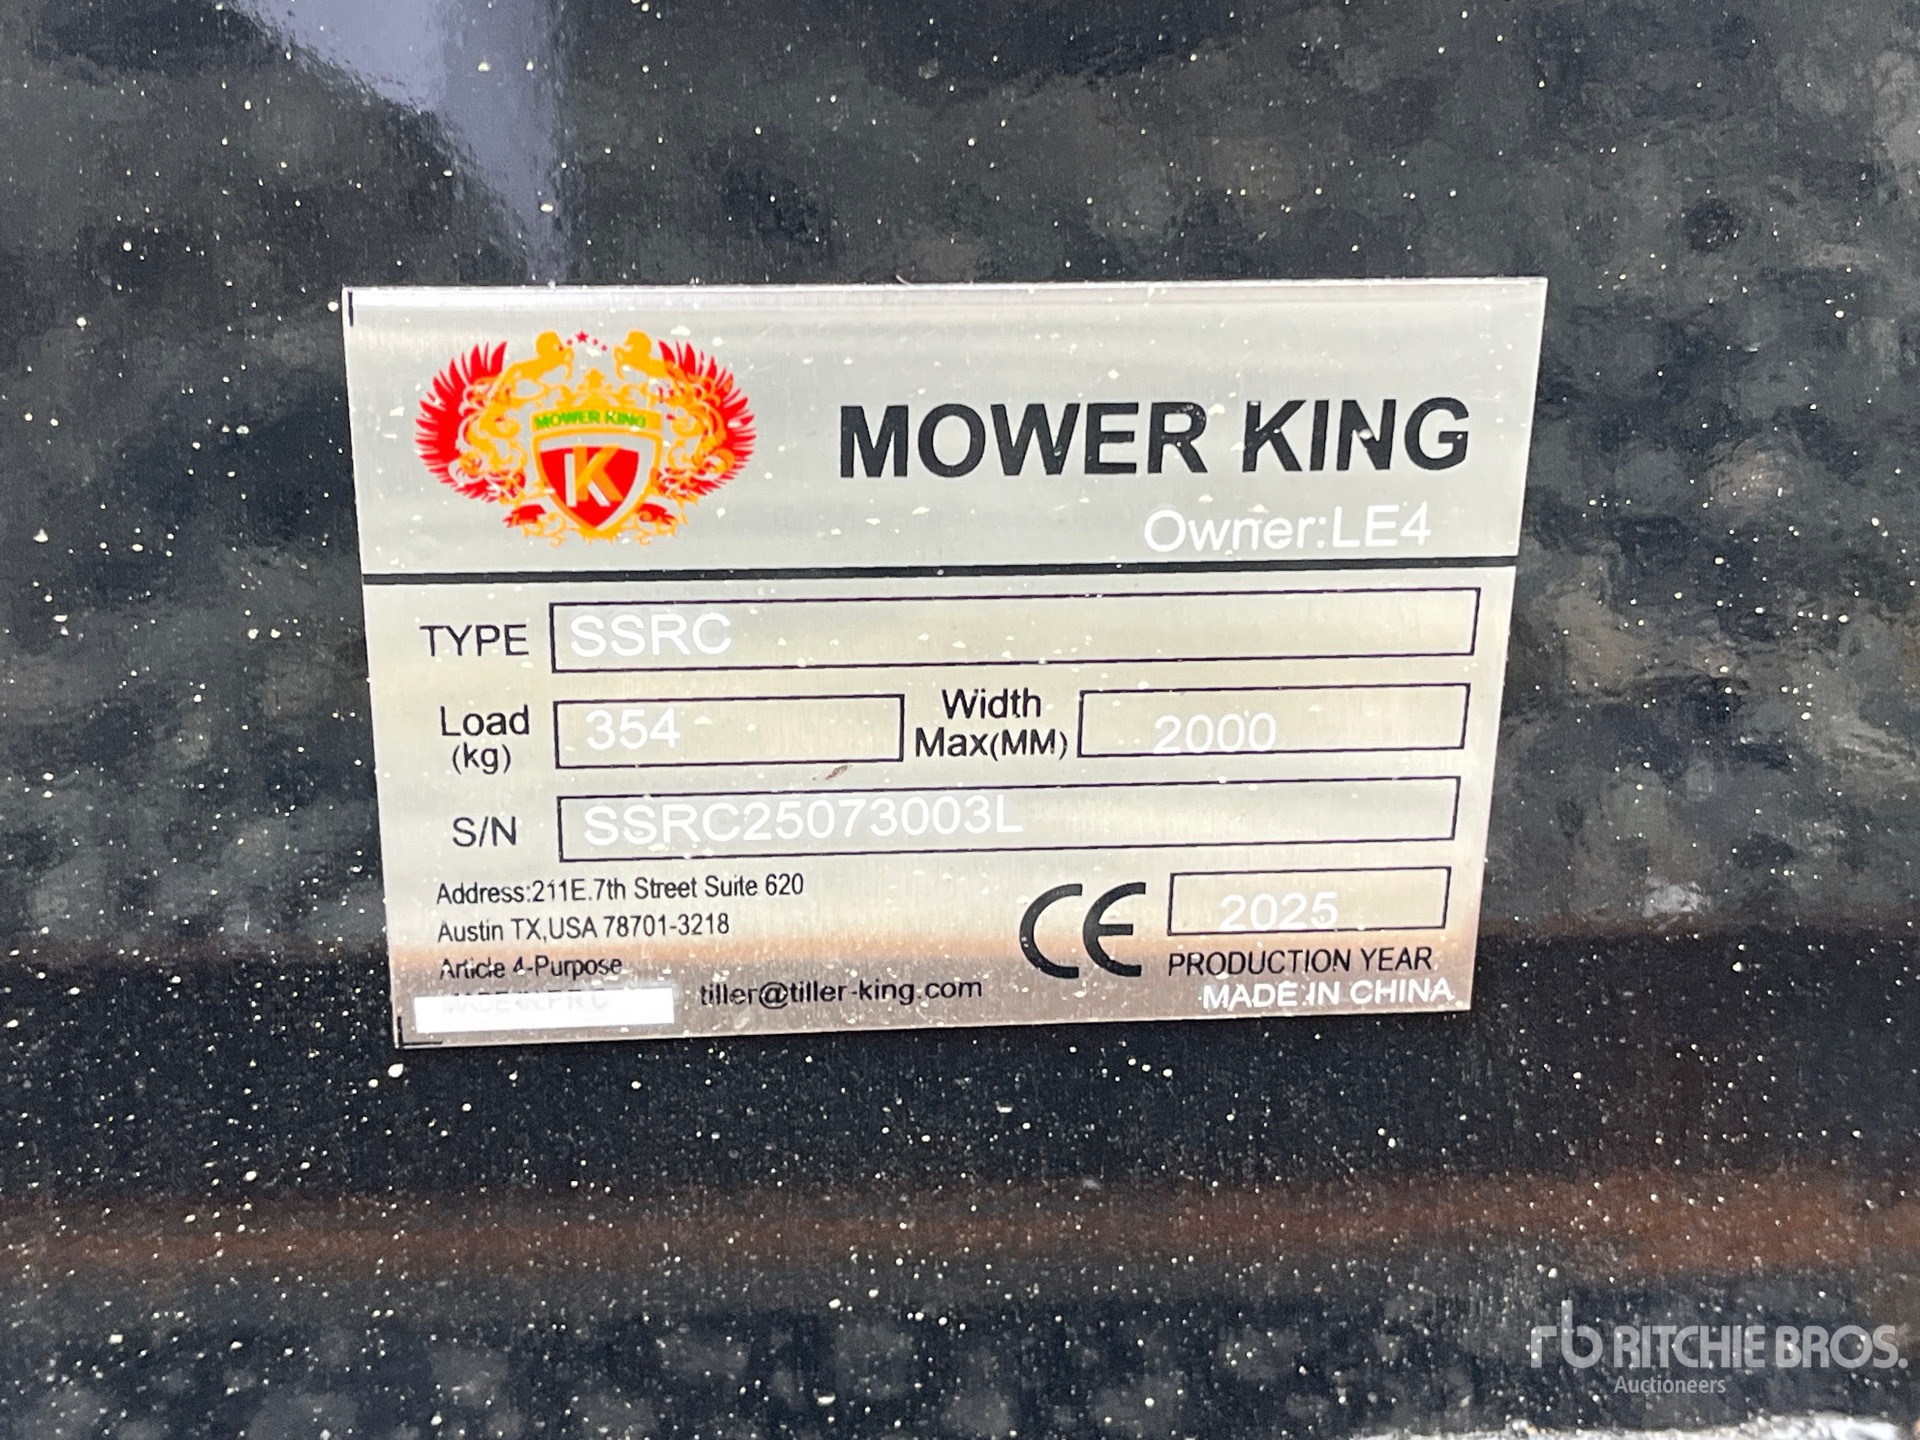 MOWER KING
K
MOWER KING
Owner:LE4
TYPE SSRC
Load (kg) 354 Width Max(MM) 2000
S/N SSRC25073003L
Address:211E.7th Street Suite 620
Austin TX,USA 78701-3218
Article 4-Purpose
tiller@tiller-king.com
CE
2025
PRODUCTION YEAR
MADE IN CHINA
rb RITCHIE BROS.
Auctioneers